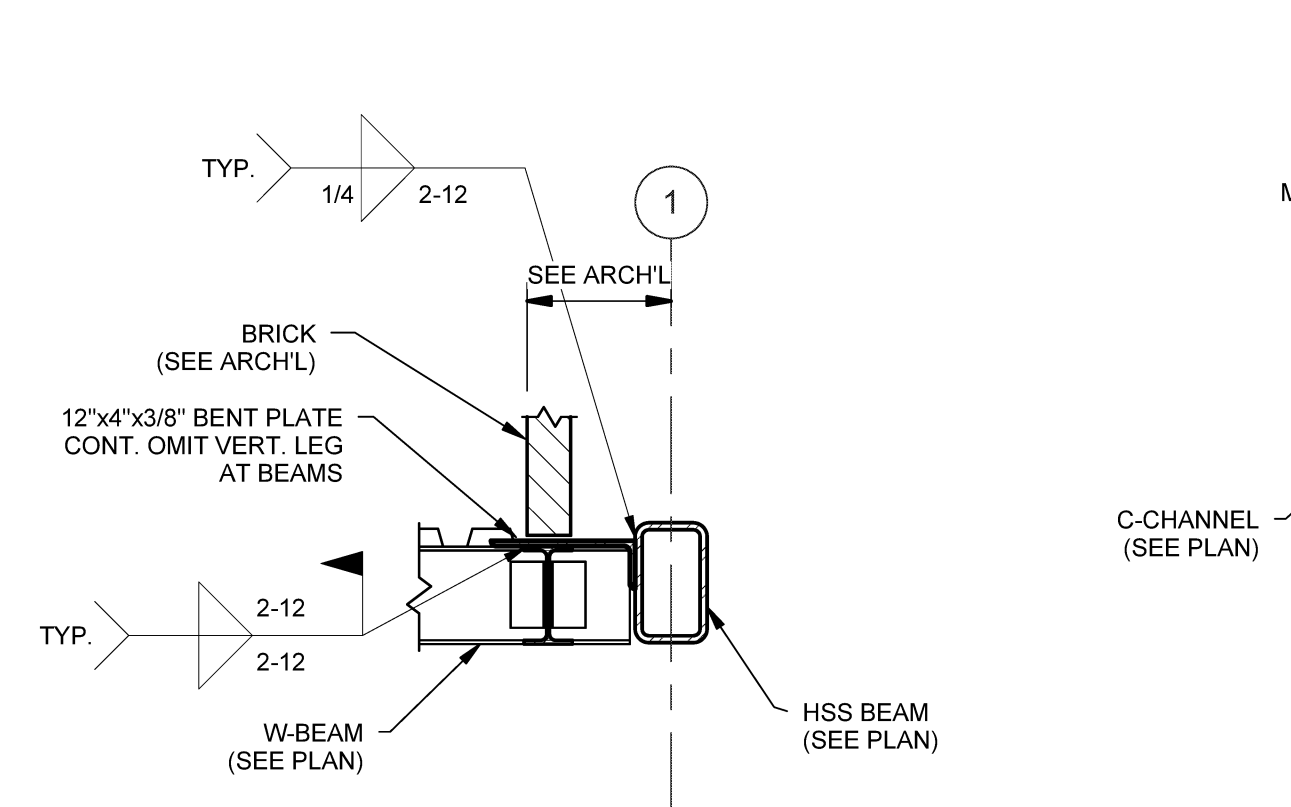 TYP.
1/4
2-12
1
SEE ARCH'L
BRICK
(SEE ARCH'L)
12"x4"x3/8" BENT PLATE
CONT. OMIT VERT. LEG
AT BEAMS
C-CHANNEL
(SEE PLAN)
2-12
TYP.
2-12
W-BEAM
(SEE PLAN)
HSS BEAM
(SEE PLAN)